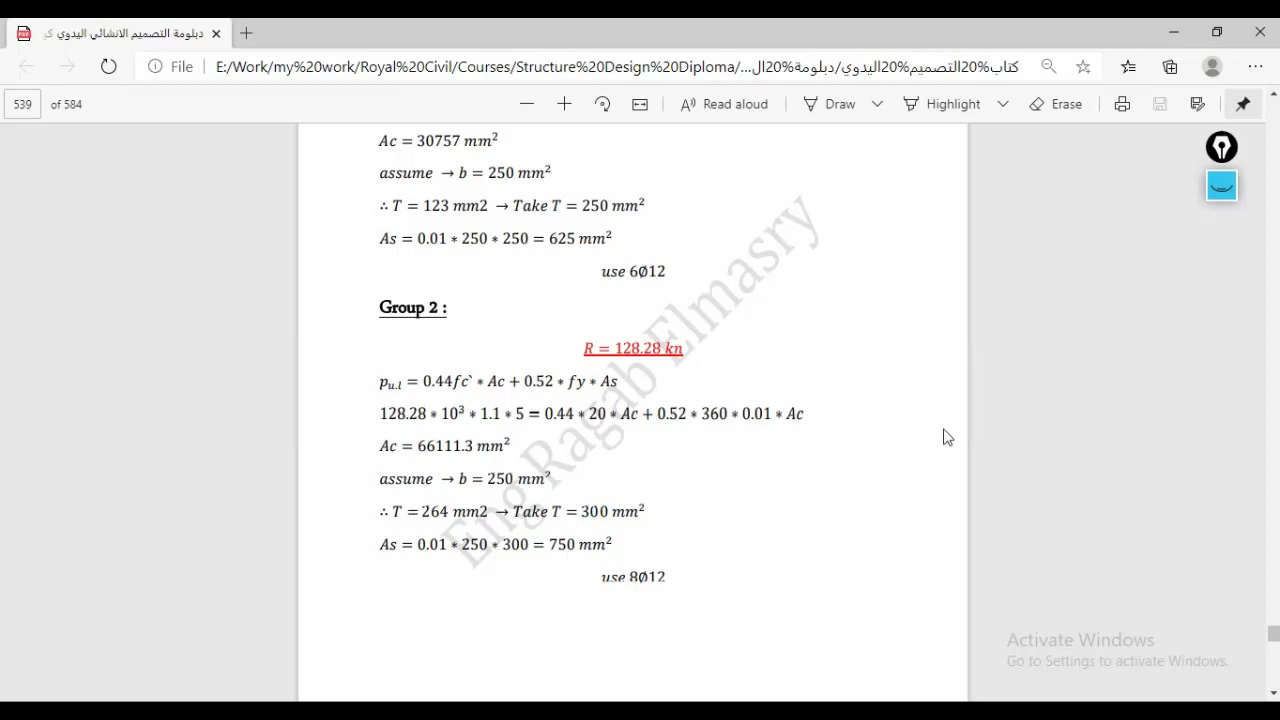 دبلومة التصميم الانشائي اليدوي كو
File
E:/Work/my%20work/Royal%20Civil/Courses/Structure%20Design%20Diploma/...كتاب%20التصميم%20اليدوي/دبلومة%20ال
539 of 584
Read aloud
Draw
Highlight
Erase
Ac = 30757 mm²
assume → b = 250 mm²
∴ T = 123 mm2 → Take T = 250 mm²
As = 0.01 ∗ 250 ∗ 250 = 625 mm²
use 6Ø12
Group 2 :
R = 128.28 kn
p_{u.l} = 0.44fc` ∗ Ac + 0.52 ∗ fy ∗ As
128.28 ∗ 10³ ∗ 1.1 ∗ 5 = 0.44 ∗ 20 ∗ Ac + 0.52 ∗ 360 ∗ 0.01 ∗ Ac
Ac = 66111.3 mm²
assume → b = 250 mm²
∴ T = 264 mm2 → Take T = 300 mm²
As = 0.01 ∗ 250 ∗ 300 = 750 mm²
use 8Ø12
Eng Ragab Elmasry
Activate Windows
Go to Settings to activate Windows.